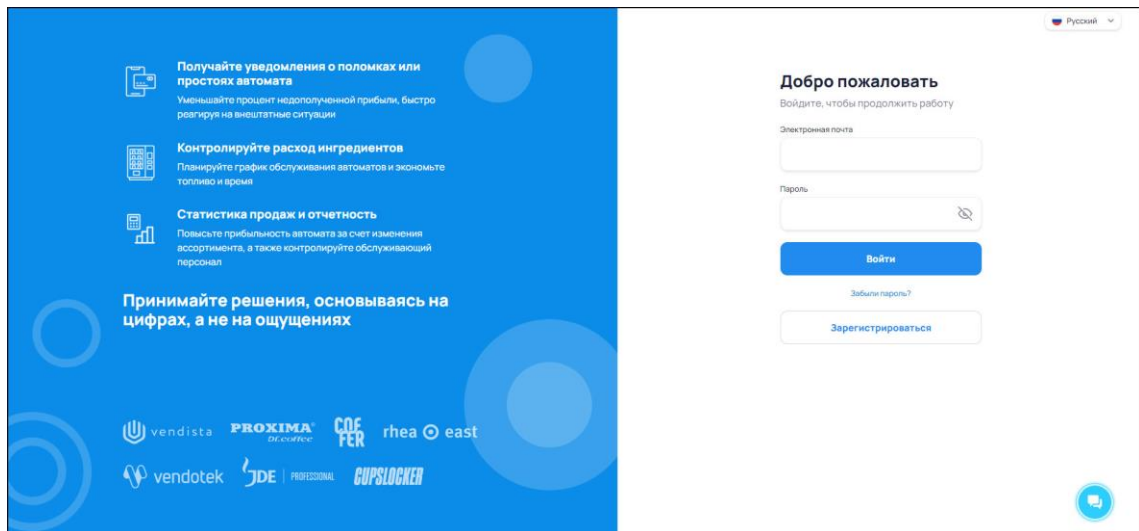 Русский
Получайте уведомления о поломках или
простоях автомата
Уменьшайте процент недополученной прибыли, быстро
реагируя на внештатные ситуации
Контролируйте расход ингредиентов
Планируйте график обслуживания автоматов и экономьте
топливо и время
Статистика продаж и отчетность
Повысьте прибыльность автомата за счет изменения
ассортимента, а также контролируйте обслуживающий
персонал
Принимайте решения, основываясь на
цифрах, а не на ощущениях
vendista PROXIMA Dr.coffee COFFER rhea east
vendotek JDE | PROFESSIONAL CUPSLOCKER
Добро пожаловать
Войдите, чтобы продолжить работу
Электронная почта
Пароль
Войти
Забыли пароль?
Зарегистрироваться